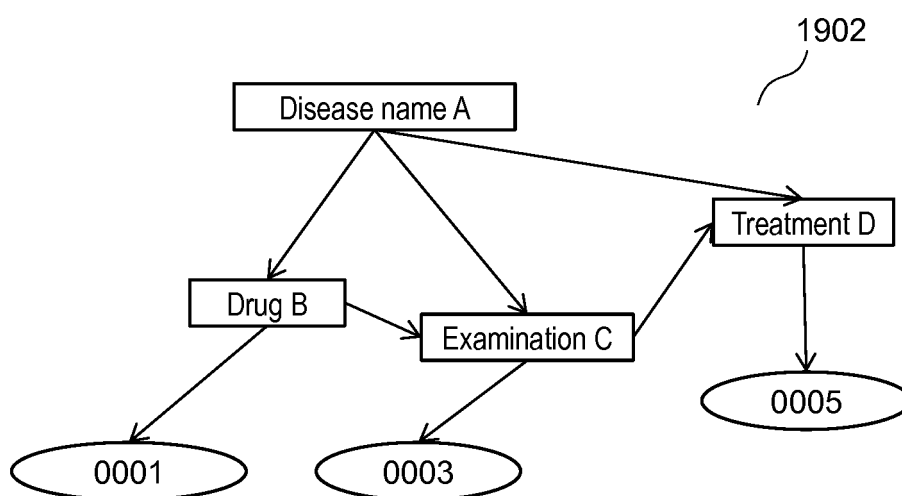 1902
Disease name A
Treatment D
Drug B
Examination C
0005
0001
0003